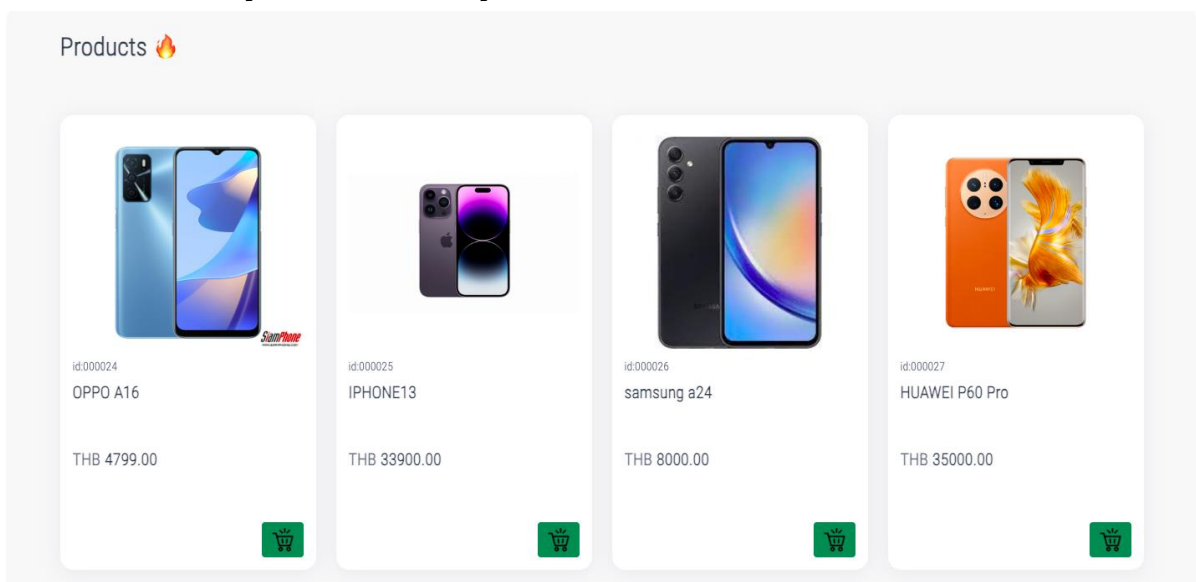 Products 🔥
SiamPhone
id:000024
OPPO A16
THB 4799.00
id:000025
IPHONE13
THB 33900.00
id:000026
samsung a24
THB 8000.00
HUAWEI
id:000027
HUAWEI P60 Pro
THB 35000.00